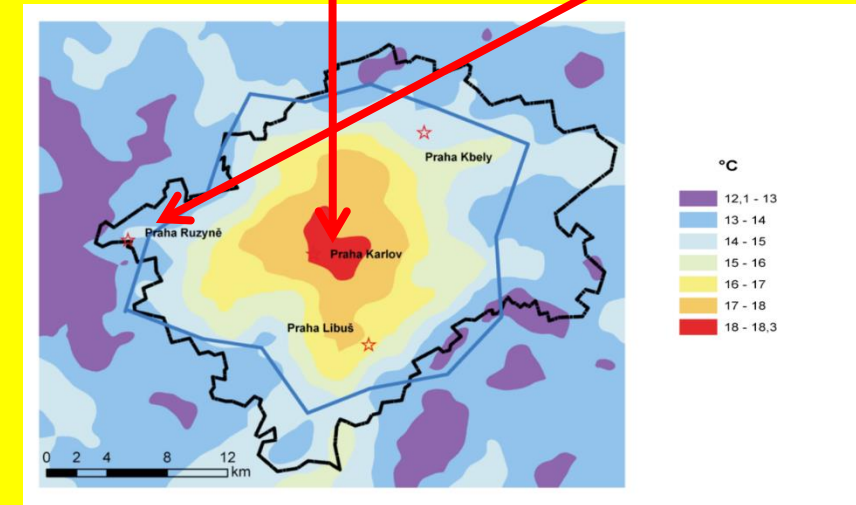 Praha Kbely
Praha Ruzyně
Praha Karlov
Praha Libuš
0 2 4 8 12
km
°C
12,1 - 13
13 - 14
14 - 15
15 - 16
16 - 17
17 - 18
18 - 18,3